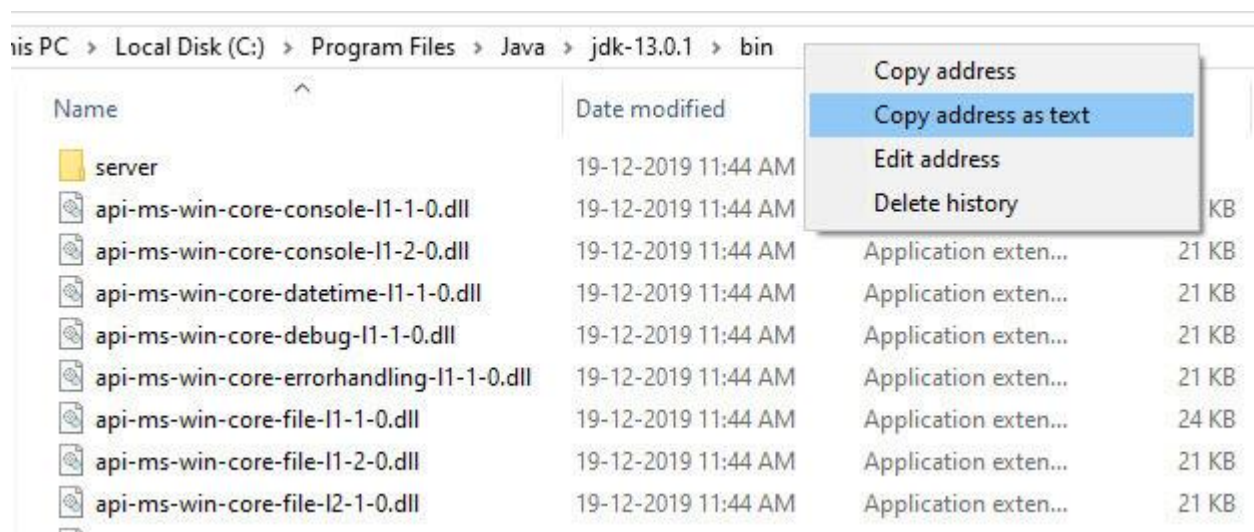 his PC > Local Disk (C:) > Program Files > Java > jdk-13.0.1 > bin
Copy address
Name Date modified
Copy address as text
Edit address
server 19-12-2019 11:44 AM
Delete history
api-ms-win-core-console-l1-1-0.dll 19-12-2019 11:44 AM KB
api-ms-win-core-console-l1-2-0.dll 19-12-2019 11:44 AM Application exten... 21 KB
api-ms-win-core-datetime-l1-1-0.dll 19-12-2019 11:44 AM Application exten... 21 KB
api-ms-win-core-debug-l1-1-0.dll 19-12-2019 11:44 AM Application exten... 21 KB
api-ms-win-core-errorhandling-l1-1-0.dll 19-12-2019 11:44 AM Application exten... 21 KB
api-ms-win-core-file-l1-1-0.dll 19-12-2019 11:44 AM Application exten... 24 KB
api-ms-win-core-file-l1-2-0.dll 19-12-2019 11:44 AM Application exten... 21 KB
api-ms-win-core-file-l2-1-0.dll 19-12-2019 11:44 AM Application exten... 21 KB